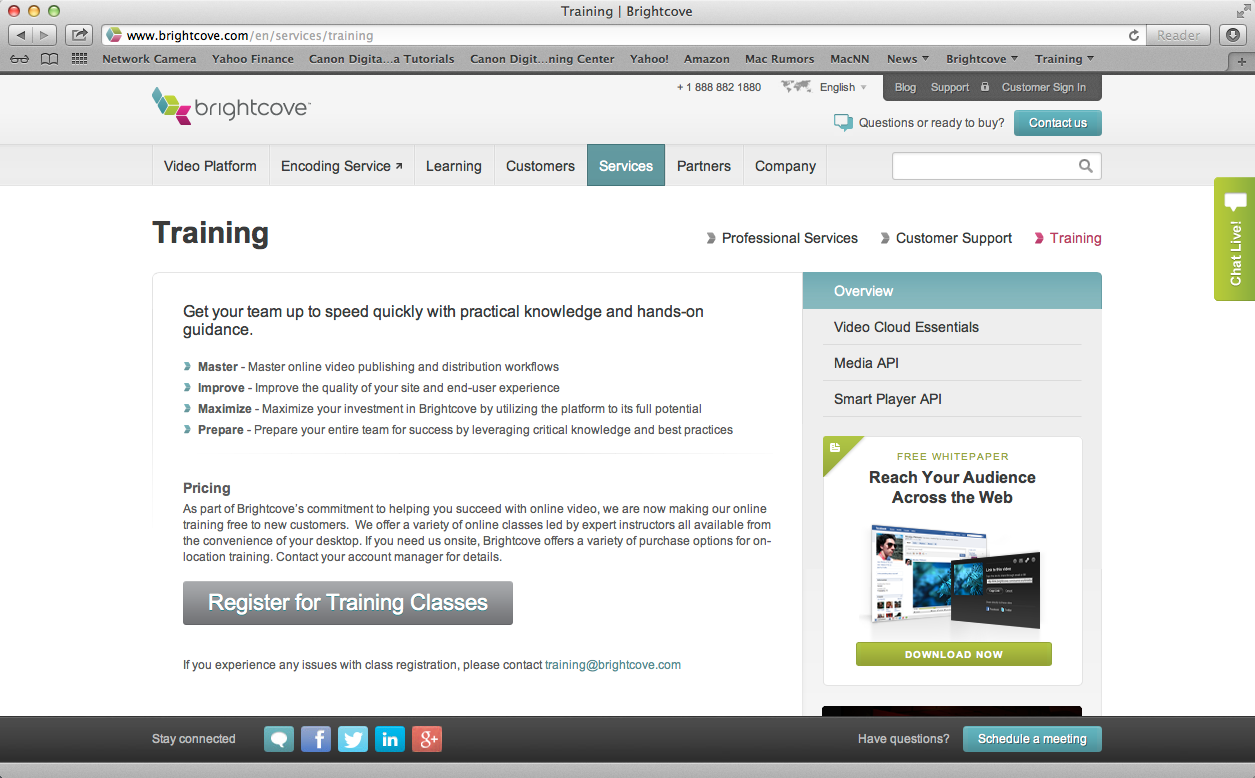 Training | Brightcove
www.brightcove.com/en/services/training
Reader
Network Camera Yahoo Finance Canon Digita...a Tutorials Canon Digit...ning Center Yahoo! Amazon Mac Rumors MacNN News Brightcove Training
+ 1 888 882 1880 English Blog Support Customer Sign In
brightcove
Questions or ready to buy? Contact us
Video Platform Encoding Service Learning Customers Services Partners Company
Chat Live!
Training
Professional Services Customer Support Training
Get your team up to speed quickly with practical knowledge and hands-on
guidance.
Master - Master online video publishing and distribution workflows
Improve - Improve the quality of your site and end-user experience
Maximize - Maximize your investment in Brightcove by utilizing the platform to its full potential
Prepare - Prepare your entire team for success by leveraging critical knowledge and best practices
Pricing
As part of Brightcove's commitment to helping you succeed with online video, we are now making our online
training free to new customers. We offer a variety of online classes led by expert instructors all available from
the convenience of your desktop. If you need us onsite, Brightcove offers a variety of purchase options for on-
location training. Contact your account manager for details.
Register for Training Classes
If you experience any issues with class registration, please contact training@brightcove.com
Overview
Video Cloud Essentials
Media API
Smart Player API
FREE WHITEPAPER
Reach Your Audience
Across the Web
Link to this video
DOWNLOAD NOW
Stay connected
f
in
g+
Have questions? Schedule a meeting